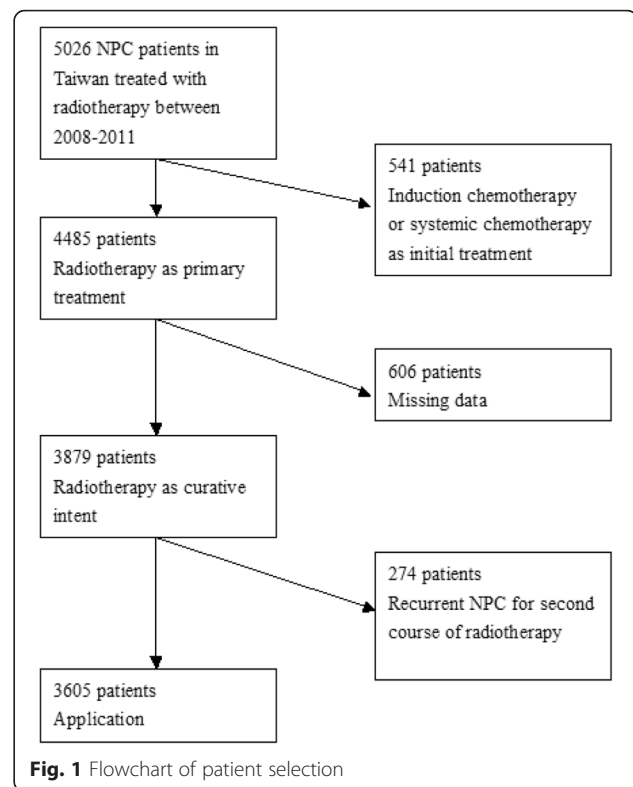 5026 NPC patients in
Taiwan treated with
radiotherapy between
2008-2011
541 patients
Induction chemotherapy
or systemic chemotherapy
as initial treatment
4485 patients
Radiotherapy as primary
treatment
606 patients
Missing data
3879 patients
Radiotherapy as curative
intent
274 patients
Recurrent NPC for second
course of radiotherapy
3605 patients
Application
Fig. 1 Flowchart of patient selection